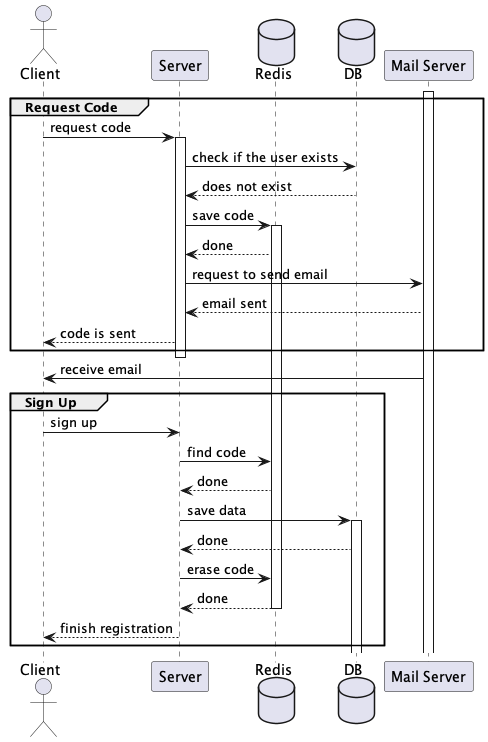 Client
Server
Redis
DB
Mail Server
Request Code
request code
check if the user exists
does not exist
save code
done
request to send email
email sent
code is sent
receive email
Sign Up
sign up
find code
done
save data
done
erase code
done
finish registration
Client
Server
Redis
DB
Mail Server